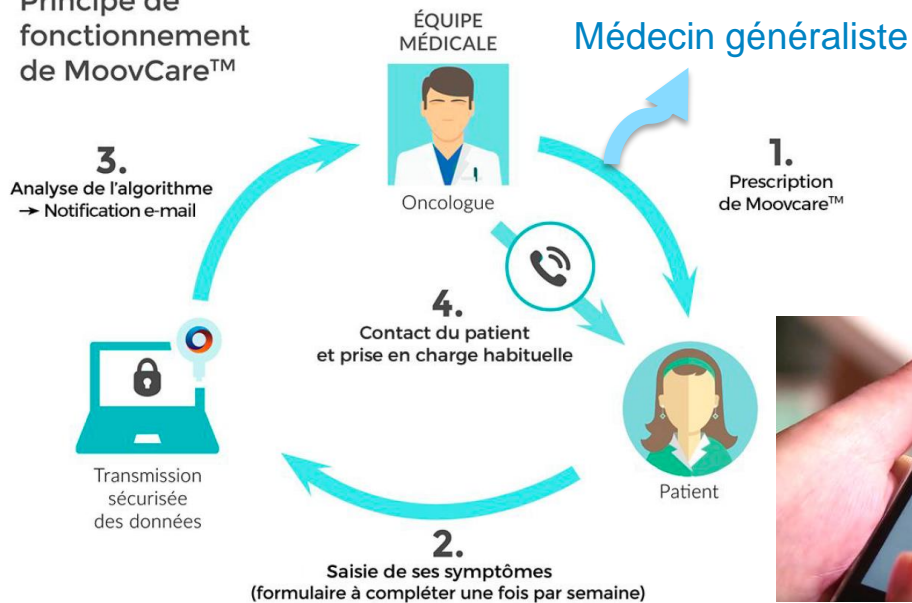 Principe de
fonctionnement
de MoovCare™
ÉQUIPE
MÉDICALE
Médecin généraliste
Oncologue
1.
Prescription
de Moovcare™
3.
Analyse de l'algorithme
→ Notification e-mail
4.
Contact du patient
et prise en charge habituelle
Transmission
sécurisée
des données
Patient
2.
Saisie de ses symptômes
(formulaire à compléter une fois par semaine)